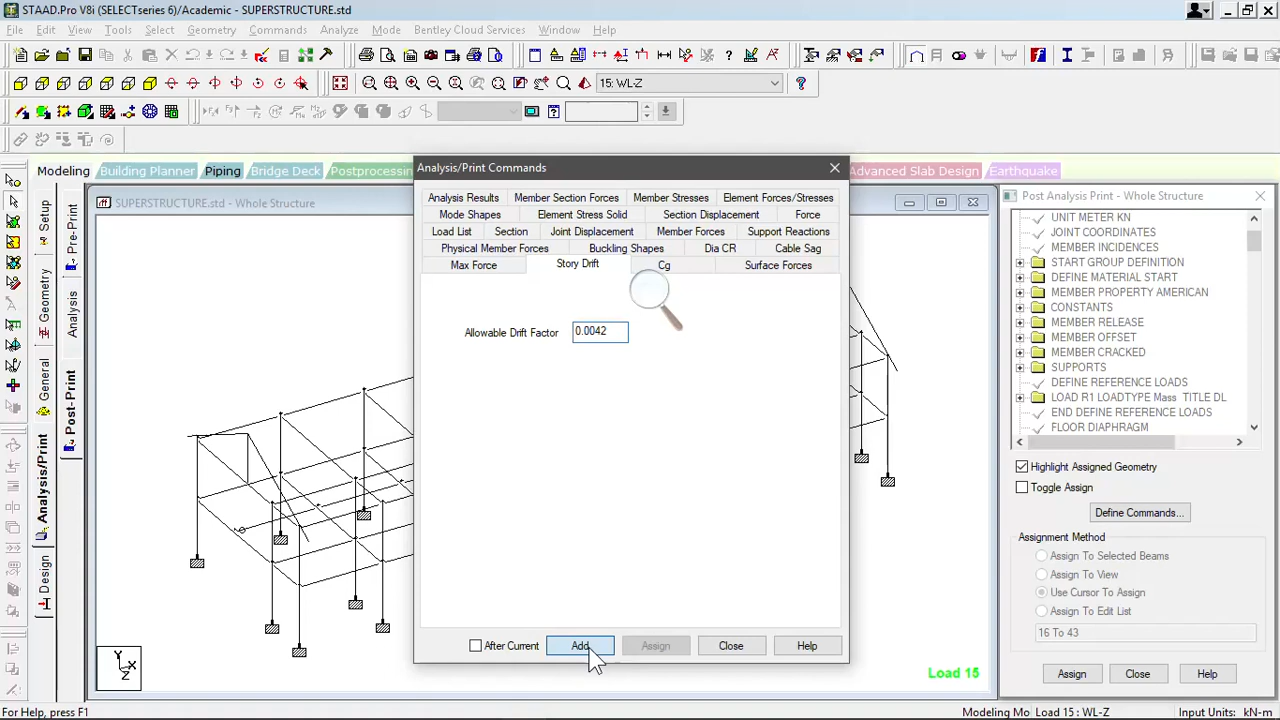 STAAD.Pro V8i (SELECTseries 6)/Academic - SUPERSTRUCTURE.std
File Edit View Tools Select Geometry Commands Analyze Mode Bentley Cloud Services Window Help
15: WL-Z
Modeling Building Planner Piping Bridge Deck Postprocessing Advanced Slab Design Earthquake
SUPERSTRUCTURE.std - Whole Structure
Setup
Geometry
General
Analysis/Print
Design
Pre-Print
Analysis
Post-Print
Analysis/Print Commands
Analysis Results Member Section Forces Member Stresses Element Forces/Stresses
Mode Shapes Element Stress Solid Section Displacement Force
Load List Section Joint Displacement Member Forces Support Reactions
Physical Member Forces Buckling Shapes Dia CR Cable Sag
Max Force Story Drift Cg Surface Forces
Allowable Drift Factor 0.0042
After Current Add Assign Close Help
Y
X
Z
Load 15
Post Analysis Print - Whole Structure
UNIT METER KN
JOINT COORDINATES
MEMBER INCIDENCES
START GROUP DEFINITION
DEFINE MATERIAL START
MEMBER PROPERTY AMERICAN
CONSTANTS
MEMBER RELEASE
MEMBER OFFSET
MEMBER CRACKED
SUPPORTS
DEFINE REFERENCE LOADS
LOAD R1 LOADTYPE Mass TITLE DL
END DEFINE REFERENCE LOADS
FLOOR DIAPHRAGM
Highlight Assigned Geometry
Toggle Assign
Define Commands...
Assignment Method
Assign To Selected Beams
Assign To View
Use Cursor To Assign
Assign To Edit List
16 To 43
Assign Close Help
For Help, press F1
Modeling Mo Load 15 : WL-Z Input Units: kN-m